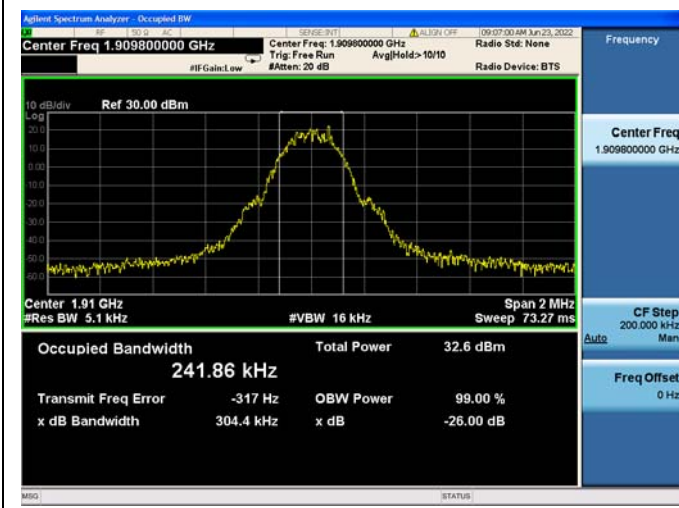 Agilent Spectrum Analyzer - Occupied BW
RF 50 Ω AC SENSE:INT ALIGN OFF 09:07:00 AM Jun 23, 2022
Center Freq 1.909800000 GHz
Center Freq: 1.909800000 GHz
Radio Std: None
Trig: Free Run Avg|Hold:>10/10
#IFGain:Low #Atten: 20 dB Radio Device: BTS
Frequency
10 dB/div Ref 30.00 dBm
Log
20.0
10.0
0.00
10.0
20.0
30.0
40.0
50.0
60.0
Center 1.91 GHz Span 2 MHz
#Res BW 5.1 kHz #VBW 16 kHz Sweep 73.27 ms
Occupied Bandwidth Total Power 32.6 dBm
241.86 kHz
Transmit Freq Error -317 Hz OBW Power 99.00 %
x dB Bandwidth 304.4 kHz x dB -26.00 dB
Center Freq
1.909800000 GHz
CF Step
200.000 kHz
Auto Man
Freq Offset
0 Hz
MSG STATUS